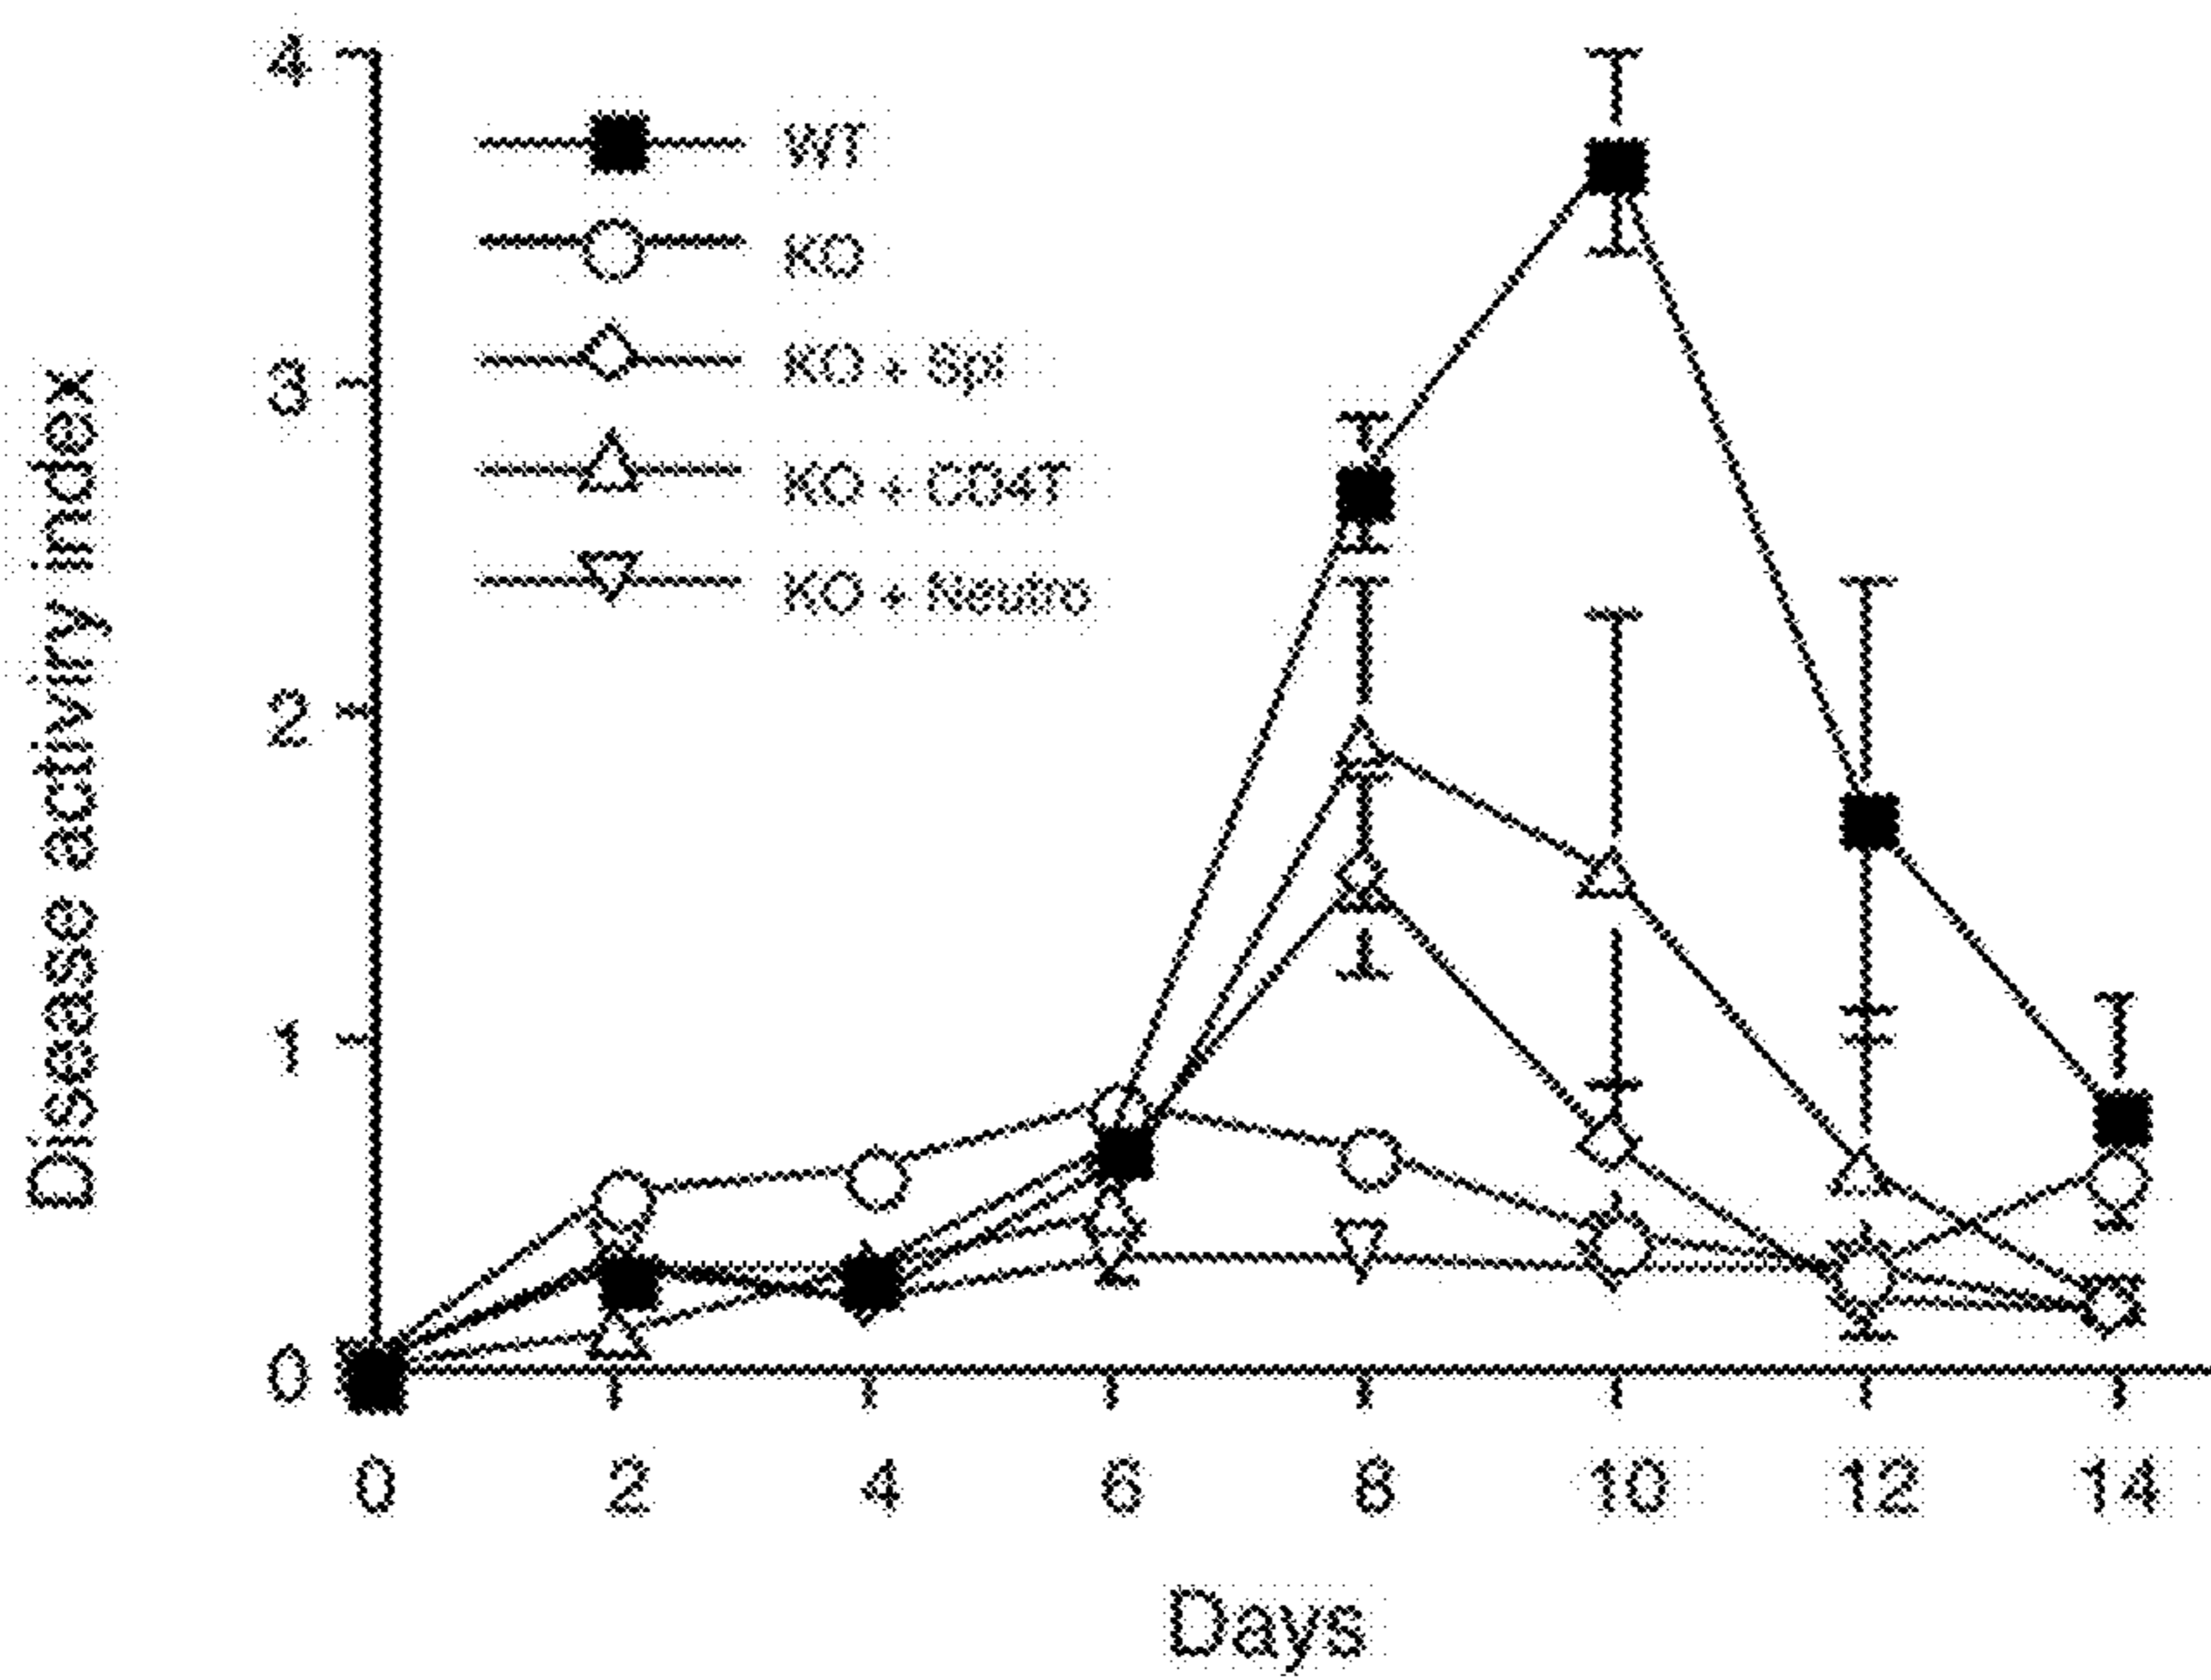 Disease activiry index
4
3
2
1
0
WT
KO
KO + Spl
KO + CD4T
KO + Neutro
0 2 4 6 8 10 12 14
Days